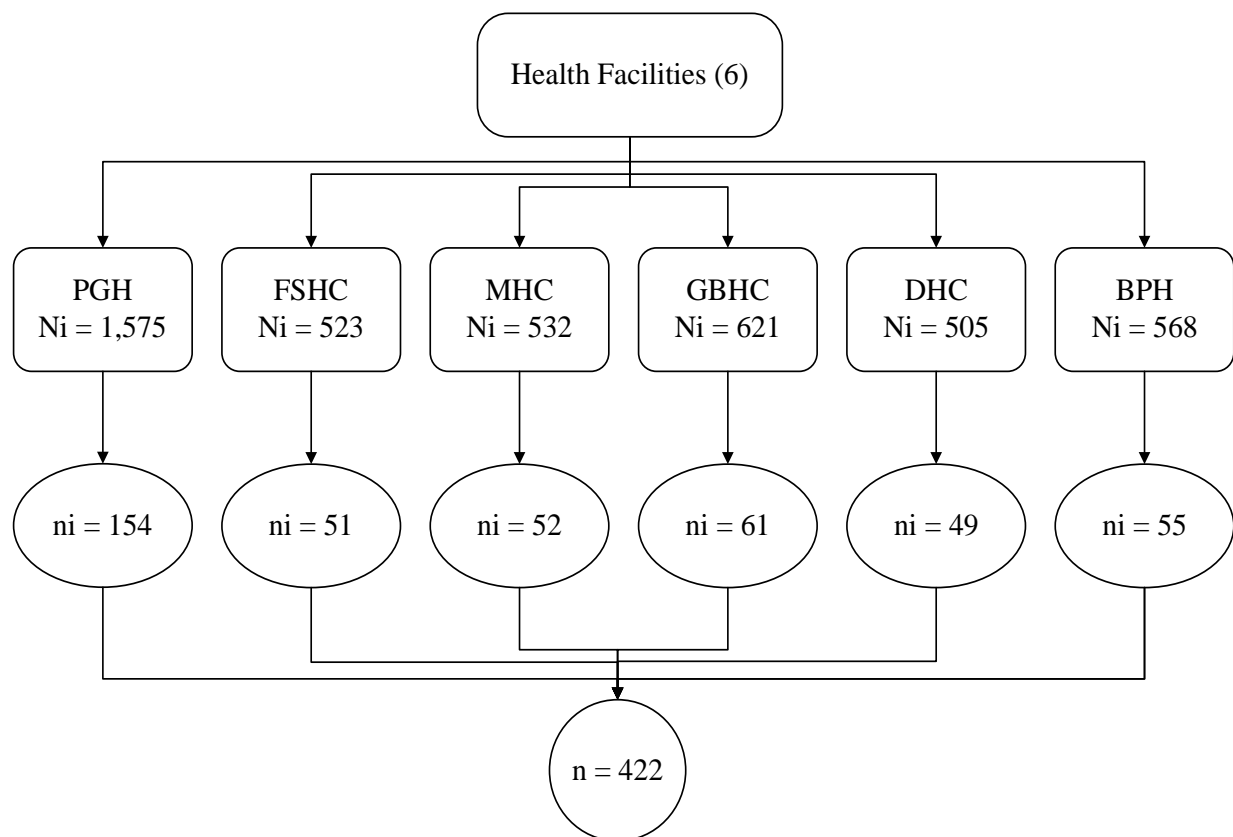 Health Facilities (6)
PGH
Ni = 1,575
FSHC
Ni = 523
MHC
Ni = 532
GBHC
Ni = 621
DHC
Ni = 505
BPH
Ni = 568
ni = 154
ni = 51
ni = 52
ni = 61
ni = 49
ni = 55
n = 422